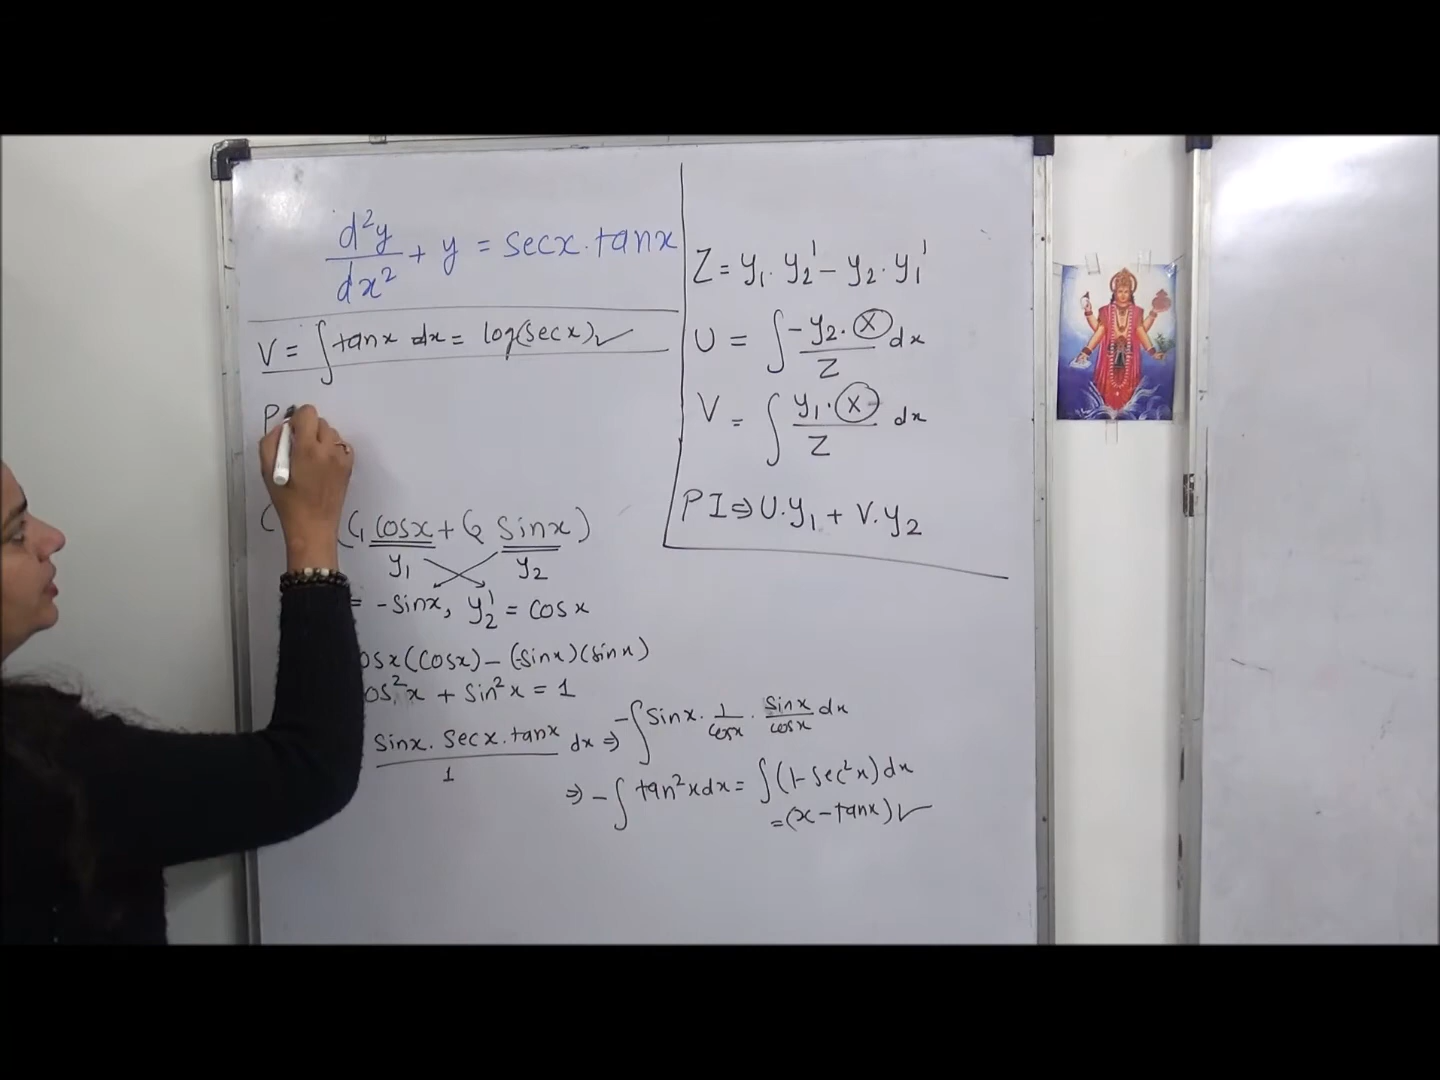 d²y/dx² + y = secx.tanx
V = ∫tanx dx = log(secx) ✓
P
( (C₁ cosx + C₂ sinx)
y₁ y₂
= -sinx, y₂' = cosx
osx(cosx) - (-sinx)(sinx)
os²x + sin²x = 1
sinx.secx.tanx/1 dx ⇒ -∫sinx.1/cosx.sinx/cosx dx
⇒ -∫tan²xdx = ∫(1-sec²x)dx
=(x-tanx) ✓
Z = y₁.y₂' - y₂.y₁'
U = ∫-y₂.X/Z dx
V = ∫y₁.X/Z dx
PI ⇒ U.y₁ + V.y₂